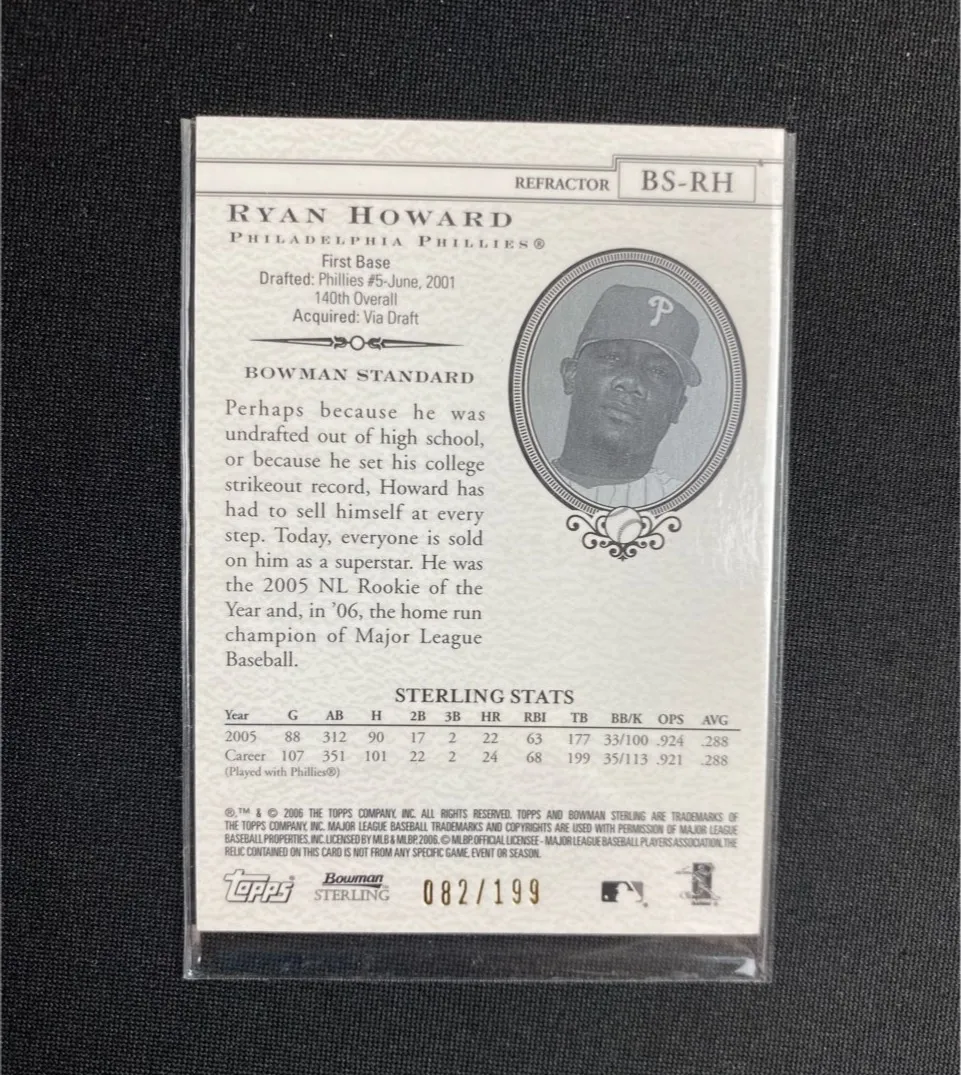 REFRACTOR BS-RH
RYAN HOWARD
PHILADELPHIA PHILLIES®
First Base
Drafted: Phillies #5-June, 2001
140th Overall
Acquired: Via Draft
BOWMAN STANDARD
Perhaps because he was
undrafted out of high school,
or because he set his college
strikeout record, Howard has
had to sell himself at every
step. Today, everyone is sold
on him as a superstar. He was
the 2005 NL Rookie of the
Year and, in '06, the home run
champion of Major League
Baseball.
P
STERLING STATS
Year G AB H 2B 3B HR RBI TB BB/K OPS AVG
2005 88 312 90 17 2 22 63 177 33/100 .924 .288
Career 107 351 101 22 2 24 68 199 35/113 .921 .288
(Played with Phillies®)
®,™ & © 2006 THE TOPPS COMPANY, INC. ALL RIGHTS RESERVED. TOPPS AND BOWMAN STERLING ARE TRADEMARKS OF
THE TOPPS COMPANY, INC. MAJOR LEAGUE BASEBALL TRADEMARKS AND COPYRIGHTS ARE USED WITH PERMISSION OF MAJOR LEAGUE
BASEBALL PROPERTIES, INC. LICENSED BY MLB & MLBP. 2006. © MLBP. OFFICIAL LICENSEE - MAJOR LEAGUE BASEBALL PLAYERS ASSOCIATION. THE
RELIC CONTAINED ON THIS CARD IS NOT FROM ANY SPECIFIC GAME, EVENT OR SEASON.
Topps® Bowman STERLING™ 082/199